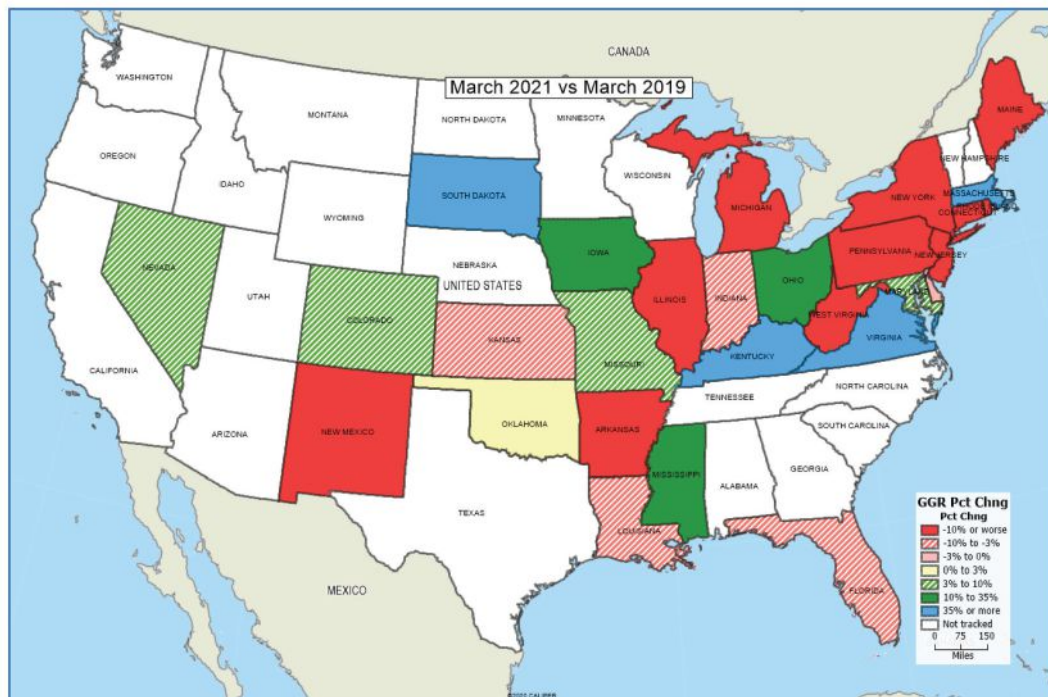 CANADA
March 2021 vs March 2019
WASHINGTON
MONTANA
NORTH DAKOTA
MINNESOTA
MAINE
OREGON
IDAHO
SOUTH DAKOTA
WISCONSIN
MICHIGAN
NEW YORK
NEW HAMPSHIRE
MASSACHUSETTS
CONNECTICUT
WYOMING
IOWA
PENNSYLVANIA
NEW JERSEY
NEBRASKA
UNITED STATES
NEVADA
UTAH
COLORADO
KANSAS
MISSOURI
ILLINOIS
INDIANA
OHIO
WEST VIRGINIA
MARYLAND
VIRGINIA
KENTUCKY
CALIFORNIA
ARIZONA
NEW MEXICO
OKLAHOMA
ARKANSAS
TENNESSEE
NORTH CAROLINA
SOUTH CAROLINA
TEXAS
LOUISIANA
MISSISSIPPI
ALABAMA
GEORGIA
FLORIDA
MEXICO
GGR Pct Chng
Pct Chng
-10% or worse
-10% to -3%
-3% to 0%
0% to 3%
3% to 10%
10% to 35%
35% or more
Not tracked
0 75 150
Miles
CALIPER